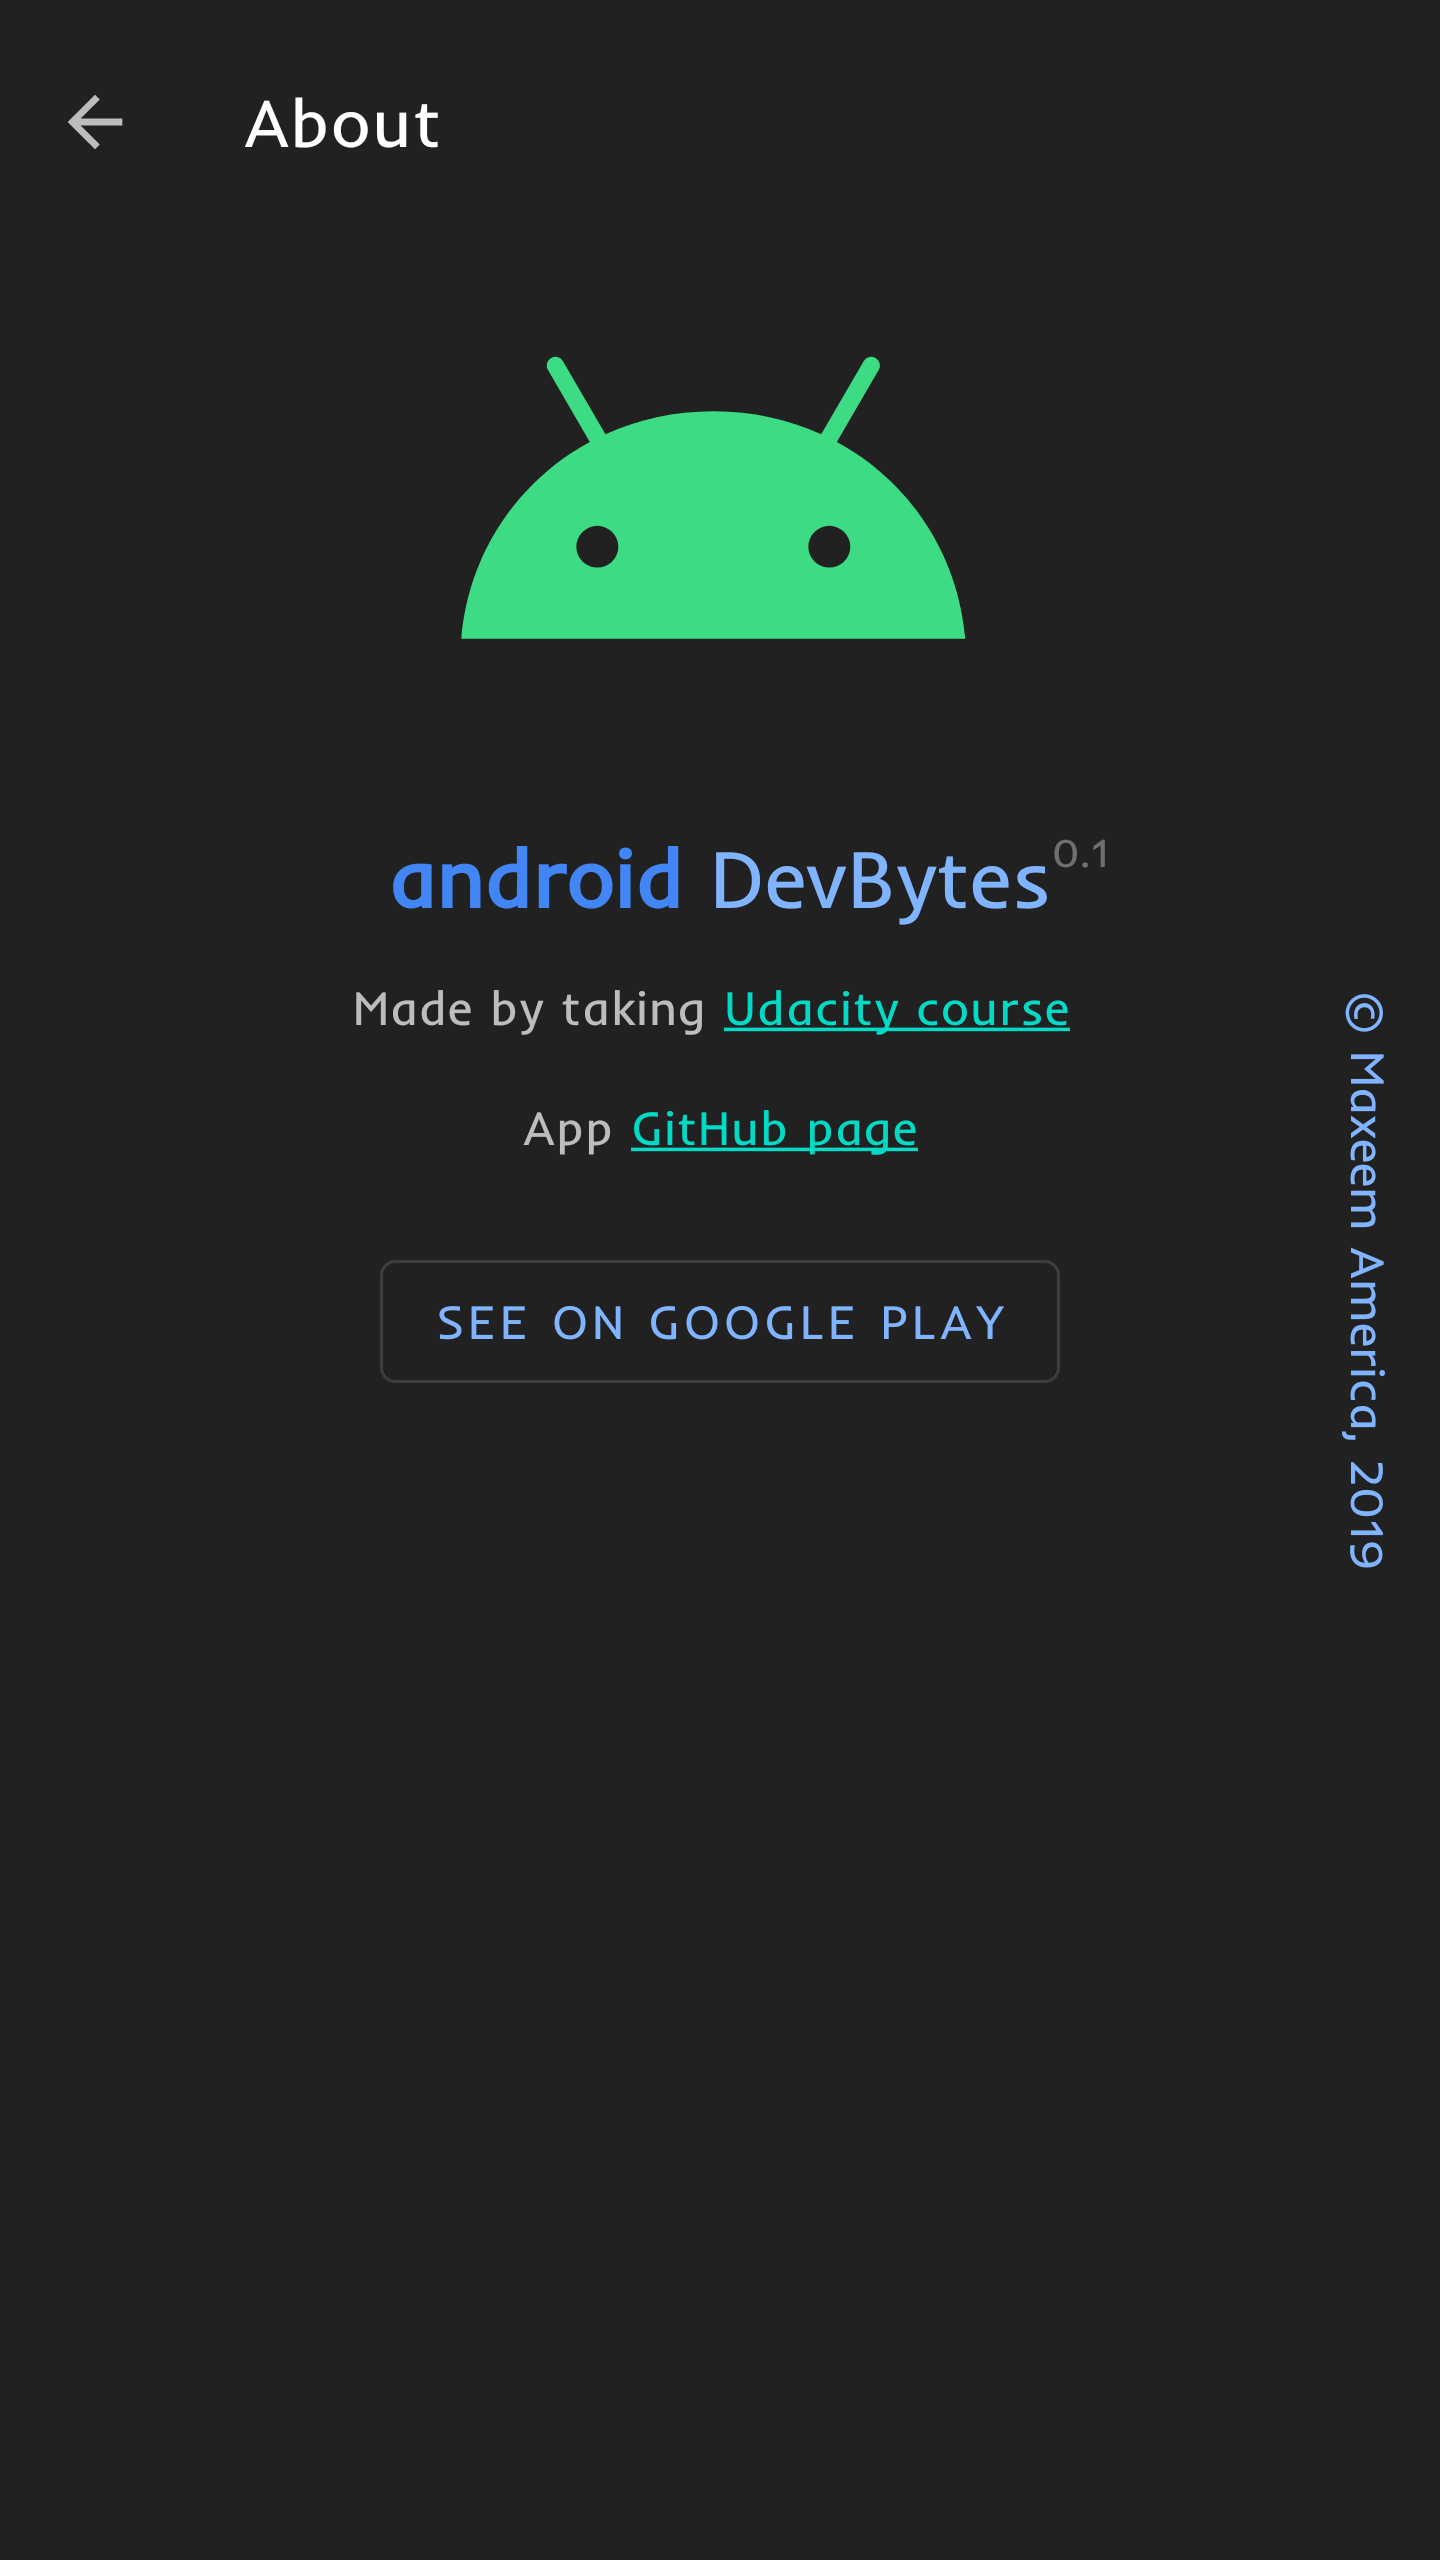 About
android DevBytes 0.1
Made by taking Udacity course
App GitHub page
SEE ON GOOGLE PLAY
© Maxeem America, 2019